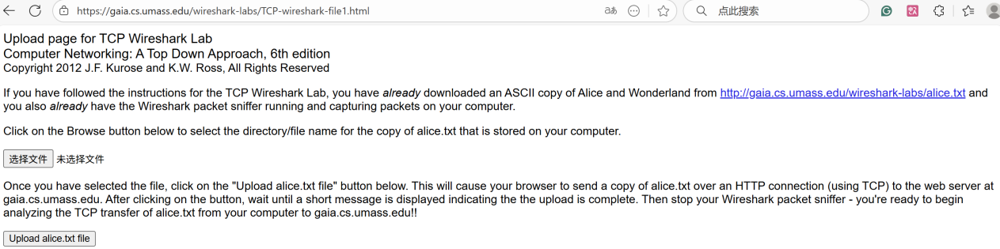 https://gaia.cs.umass.edu/wireshark-labs/TCP-wireshark-file1.html
点此搜索
Upload page for TCP Wireshark Lab
Computer Networking: A Top Down Approach, 6th edition
Copyright 2012 J.F. Kurose and K.W. Ross, All Rights Reserved
If you have followed the instructions for the TCP Wireshark Lab, you have already downloaded an ASCII copy of Alice and Wonderland from http://gaia.cs.umass.edu/wireshark-labs/alice.txt and
you also already have the Wireshark packet sniffer running and capturing packets on your computer.
Click on the Browse button below to select the directory/file name for the copy of alice.txt that is stored on your computer.
选择文件 未选择文件
Once you have selected the file, click on the "Upload alice.txt file" button below. This will cause your browser to send a copy of alice.txt over an HTTP connection (using TCP) to the web server at
gaia.cs.umass.edu. After clicking on the button, wait until a short message is displayed indicating the the upload is complete. Then stop your Wireshark packet sniffer - you're ready to begin
analyzing the TCP transfer of alice.txt from your computer to gaia.cs.umass.edu!!
Upload alice.txt file